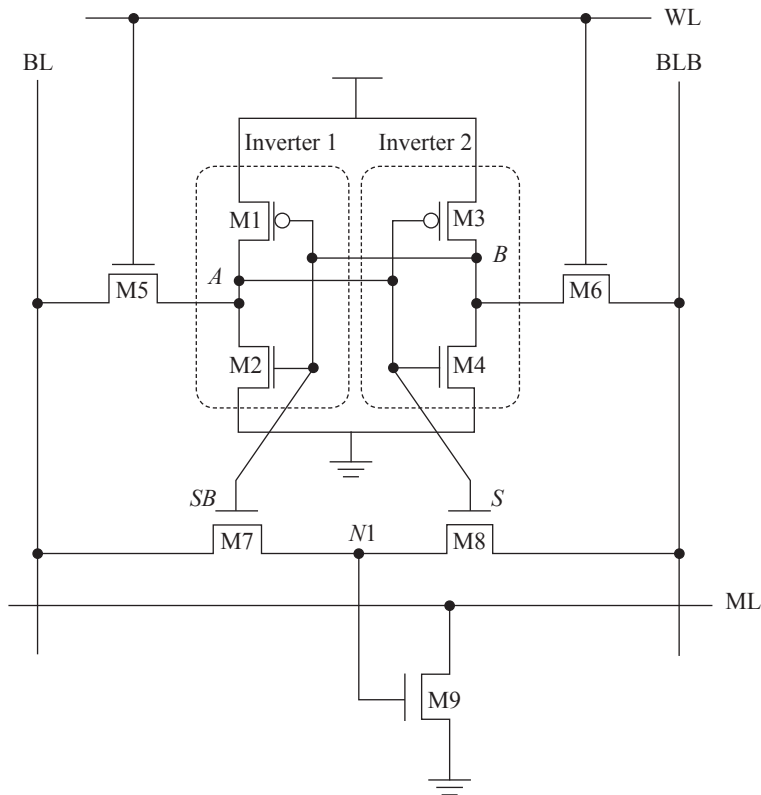 WL
BL
BLB
Inverter 1
Inverter 2
M1
M3
A
B
M5
M6
M2
M4
SB
S
M7
N1
M8
ML
M9